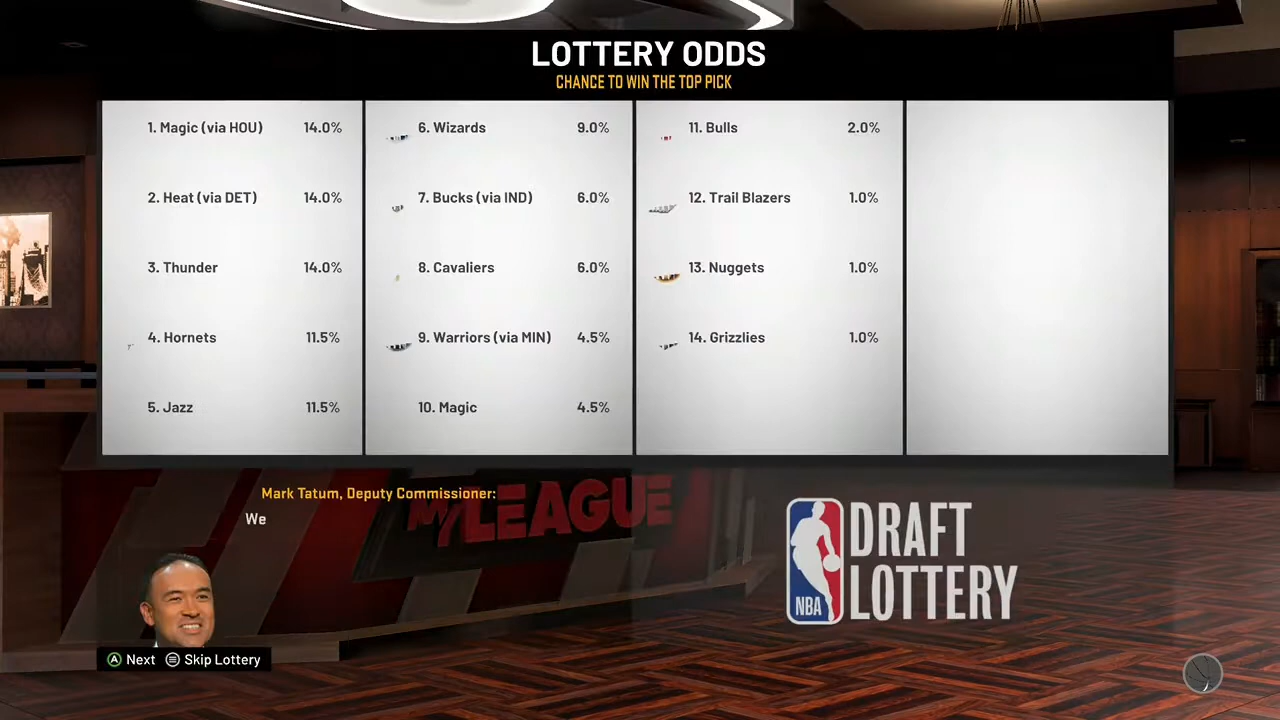 LOTTERY ODDS
CHANCE TO WIN THE TOP PICK
1. Magic (via HOU) 14.0%
2. Heat (via DET) 14.0%
3. Thunder 14.0%
4. Hornets 11.5%
5. Jazz 11.5%
6. Wizards 9.0%
7. Bucks (via IND) 6.0%
8. Cavaliers 6.0%
9. Warriors (via MIN) 4.5%
10. Magic 4.5%
11. Bulls 2.0%
12. Trail Blazers 1.0%
13. Nuggets 1.0%
14. Grizzlies 1.0%
Mark Tatum, Deputy Commissioner:
We
MyLEAGUE
NBA
DRAFT
LOTTERY
A Next Skip Lottery